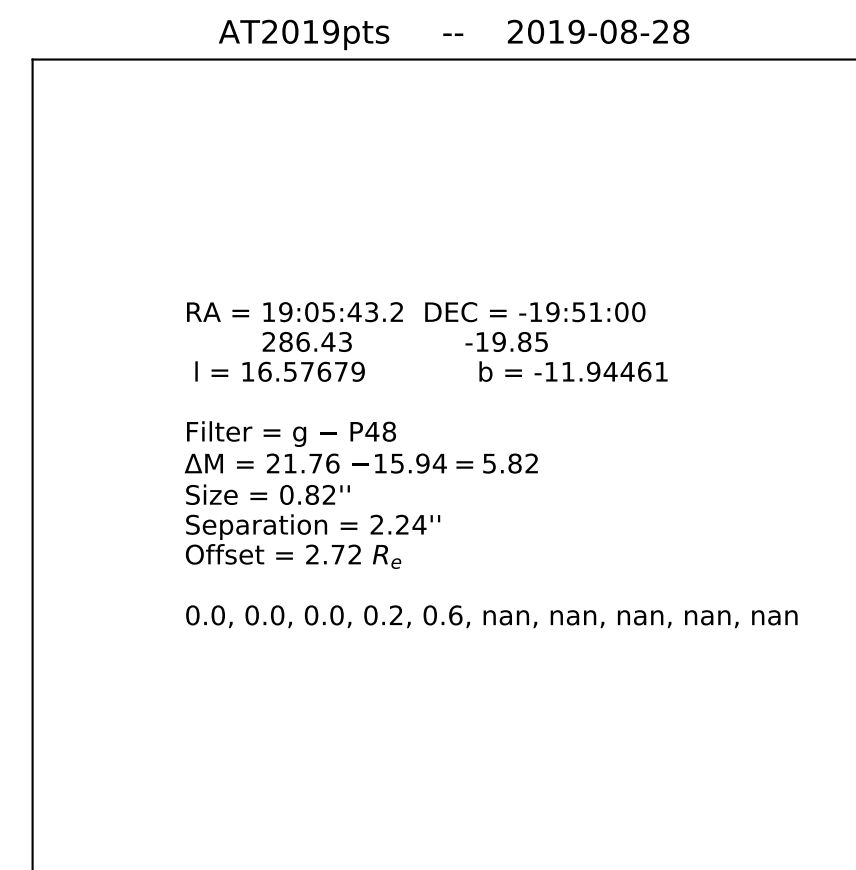 AT2019pts -- 2019-08-28
RA = 19:05:43.2 DEC = -19:51:00
286.43 -19.85
l = 16.57679 b = -11.94461
Filter = g − P48
ΔM = 21.76 −15.94 = 5.82
Size = 0.82''
Separation = 2.24''
Offset = 2.72 Rₑ
0.0, 0.0, 0.0, 0.2, 0.6, nan, nan, nan, nan, nan